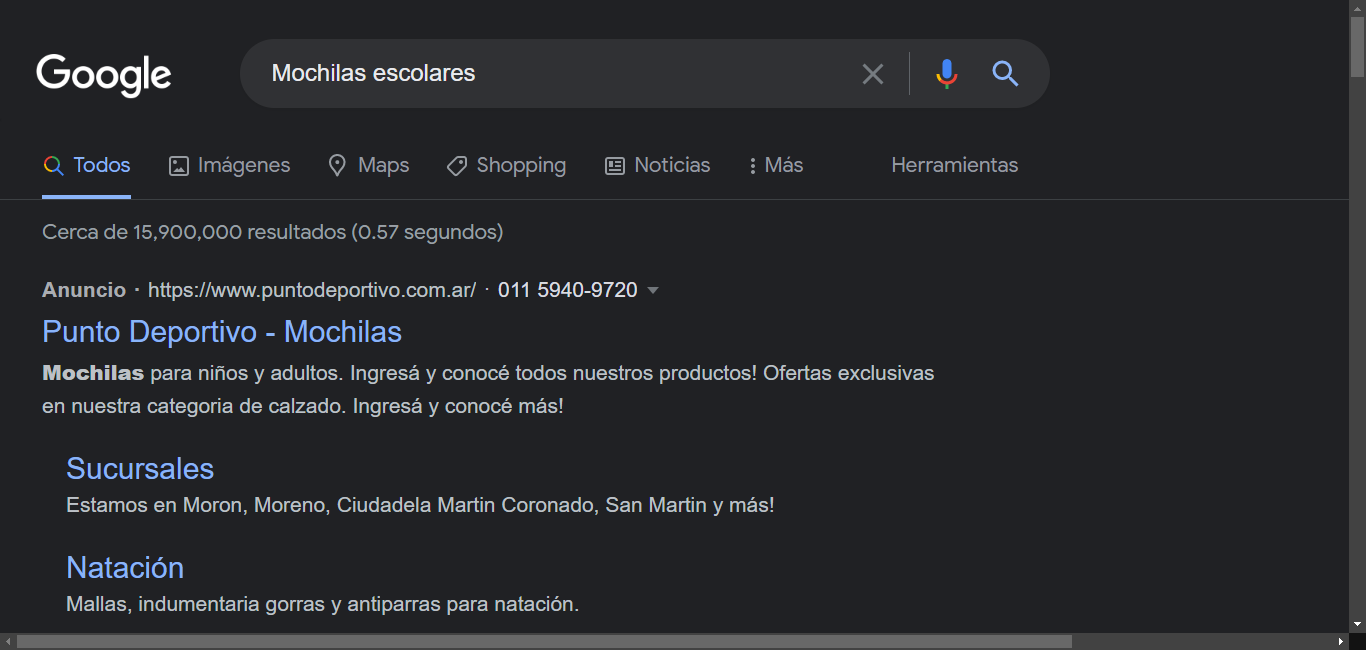 Google
Mochilas escolares
Todos Imágenes Maps Shopping Noticias Más Herramientas
Cerca de 15,900,000 resultados (0.57 segundos)
Anuncio · https://www.puntodeportivo.com.ar/ · 011 5940-9720
Punto Deportivo - Mochilas
Mochilas para niños y adultos. Ingresá y conocé todos nuestros productos! Ofertas exclusivas
en nuestra categoria de calzado. Ingresá y conocé más!
Sucursales
Estamos en Moron, Moreno, Ciudadela Martin Coronado, San Martin y más!
Natación
Mallas, indumentaria gorras y antiparras para natación.